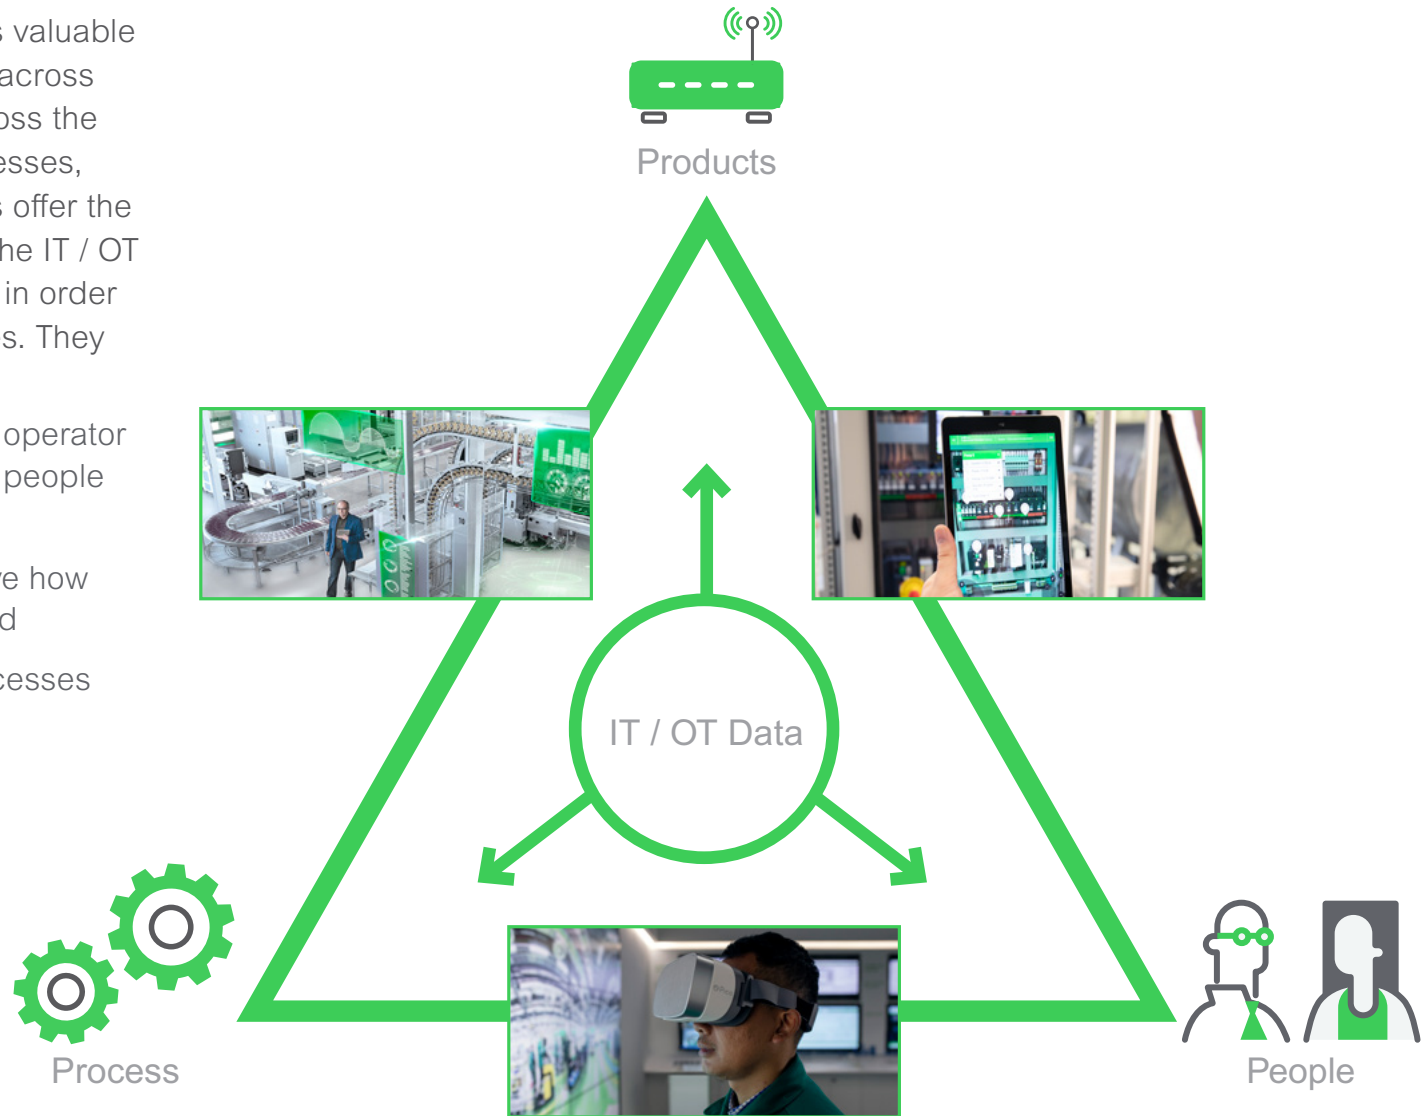 s valuable
across
oss the
esses,
s offer the
he IT / OT
in order
s. They
operator
people
ve how
d
cesses
Products
IT / OT Data
Process
People